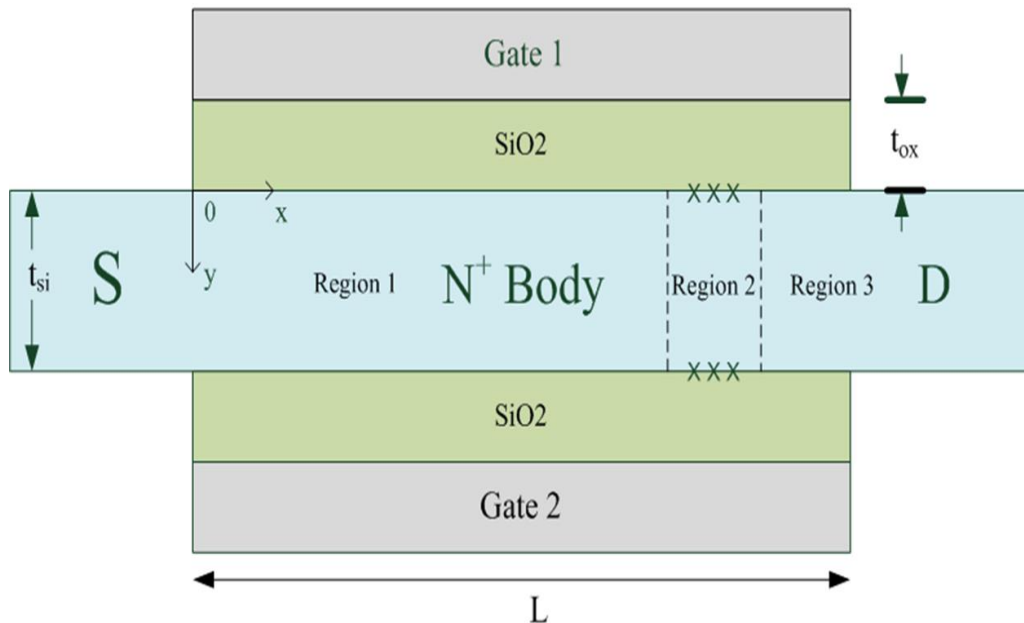 Gate 1
SiO2
t_ox
X X X
0
x
t_si
S
y
Region 1
N⁺ Body
Region 2
Region 3
D
X X X
SiO2
Gate 2
L